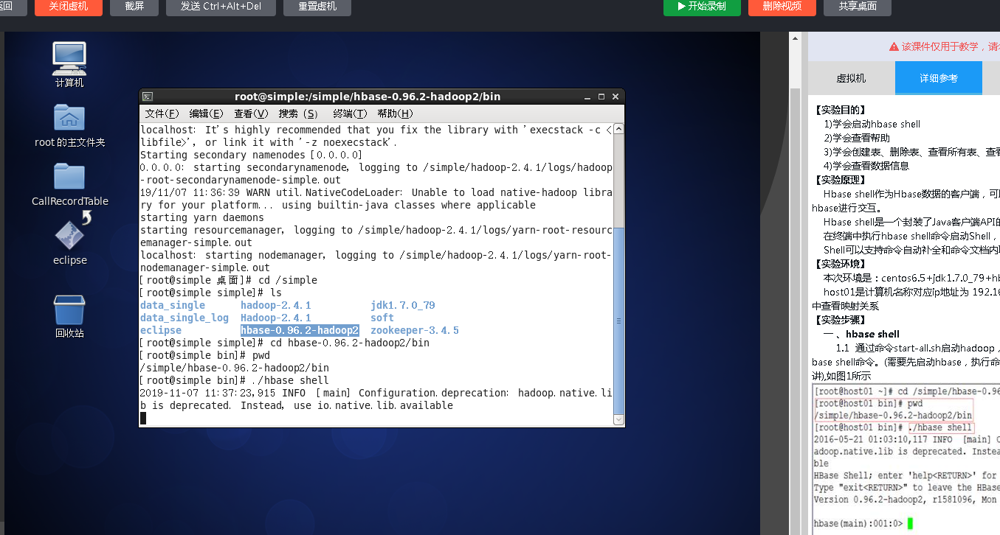 返回 关闭虚机 截屏 发送 Ctrl+Alt+Del 重置虚机 ▶ 开始录制 删除视频 共享桌面
计算机
root 的主文件夹
CallRecordTable
eclipse
回收站
root@simple:/simple/hbase-0.96.2-hadoop2/bin
文件(F) 编辑(E) 查看(V) 搜索 (S) 终端(T) 帮助(H)
localhost: It's highly recommended that you fix the library with 'execstack -c <
libfile>', or link it with '-z noexecstack'.
Starting secondary namenodes [0.0.0.0]
0.0.0.0: starting secondarynamenode, logging to /simple/hadoop-2.4.1/logs/hadoop
-root-secondarynamenode-simple.out
19/11/07 11:36:39 WARN util.NativeCodeLoader: Unable to load native-hadoop libra
ry for your platform... using builtin-java classes where applicable
starting yarn daemons
starting resourcemanager, logging to /simple/hadoop-2.4.1/logs/yarn-root-resourc
emanager-simple.out
localhost: starting nodemanager, logging to /simple/hadoop-2.4.1/logs/yarn-root-
nodemanager-simple.out
[root@simple 桌面]# cd /simple
[root@simple simple]# ls
data_single hadoop-2.4.1 jdk1.7.0_79
data_single_log Hadoop-2.4.1 soft
eclipse hbase-0.96.2-hadoop2 zookeeper-3.4.5
[root@simple simple]# cd hbase-0.96.2-hadoop2/bin
[root@simple bin]# pwd
/simple/hbase-0.96.2-hadoop2/bin
[root@simple bin]# ./hbase shell
2019-11-07 11:37:23,915 INFO [main] Configuration.deprecation: hadoop.native.li
b is deprecated. Instead, use io.native.lib.available
该课件仅用于教学，请
虚拟机 详细参考
【实验目的】
1)学会启动hbase shell
2)学会查看帮助
3)学会创建表、删除表、查看所有表、查看
4)学会查看数据信息
【实验原理】
Hbase shell作为Hbase数据的客户端，可
hbase进行交互。
Hbase shell是一个封装了Java客户端API的
在终端中执行hbase shell命令启动Shell，
Shell可以支持命令自动补全和命令文档内
【实验环境】
本次环境是：centos6.5+jdk1.7.0_79+h
host01是计算机名称对应ip地址为 192.16
中查看映射关系
【实验步骤】
一 、hbase shell
1.1 通过命令start-all.sh启动hadoop，
base shell命令。(需要先启动hbase，执行命
讲),如图1所示
[root@host01 ~]# cd /simple/hbase-0.96
[root@host01 bin]# pwd
/simple/hbase-0.96.2-hadoop2/bin
[root@host01 bin]# ./hbase shell
2016-05-21 01:03:10,117 INFO [main] C
adoop.native.lib is deprecated. Instea
ble
HBase Shell; enter 'help<RETURN>' for
Type "exit<RETURN>" to leave the HBase
Version 0.96.2-hadoop2, r1581096, Mon
hbase(main):001:0>